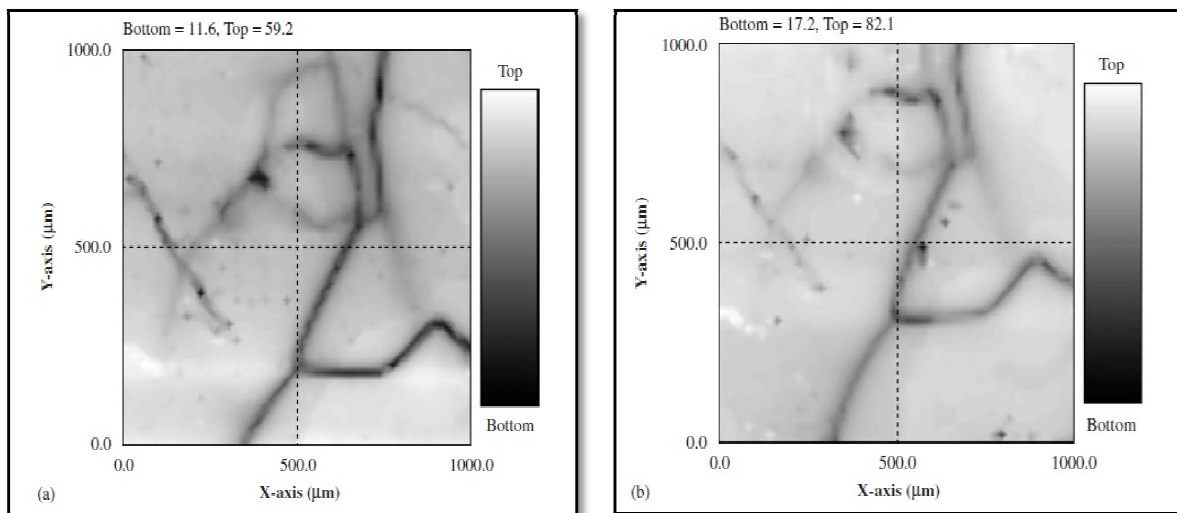 Bottom = 11.6, Top = 59.2
1000.0
Top
Y-axis (μm)
500.0
Bottom
0.0
0.0 500.0 1000.0
(a) X-axis (μm)
Bottom = 17.2, Top = 82.1
1000.0
Top
Y-axis (μm)
500.0
Bottom
0.0
0.0 500.0 1000.0
(b) X-axis (μm)